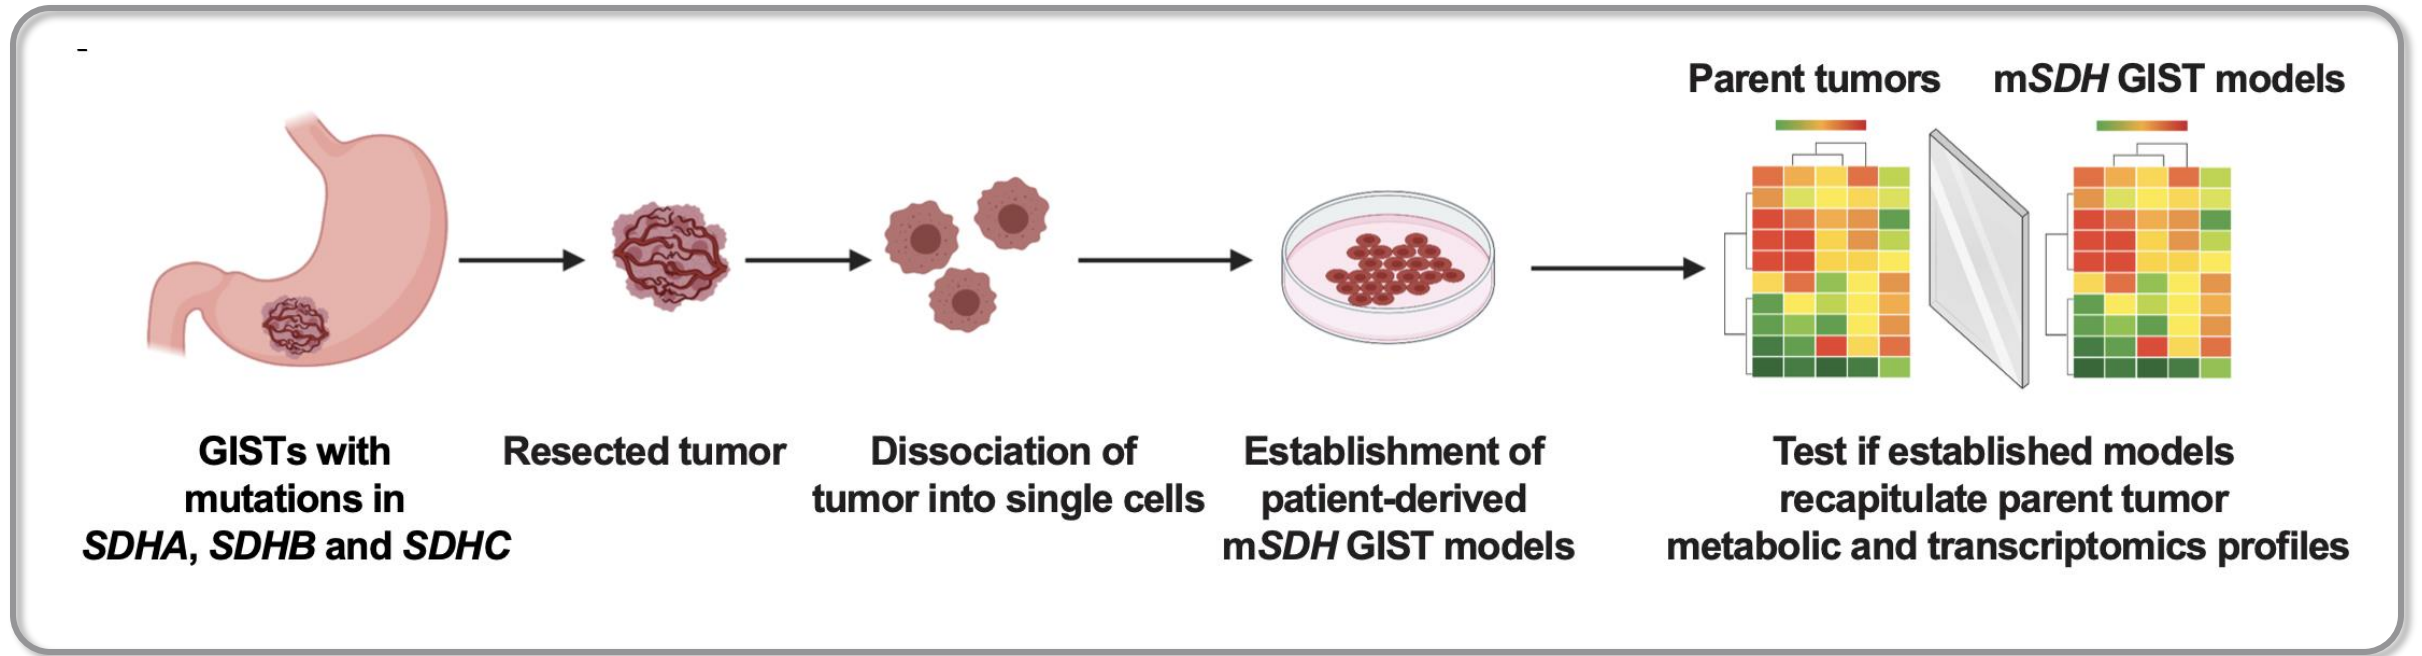 -
Parent tumors
mSDH GIST models
GISTs with
mutations in
SDHA, SDHB and SDHC
Resected tumor
Dissociation of
tumor into single cells
Establishment of
patient-derived
mSDH GIST models
Test if established models
recapitulate parent tumor
metabolic and transcriptomics profiles